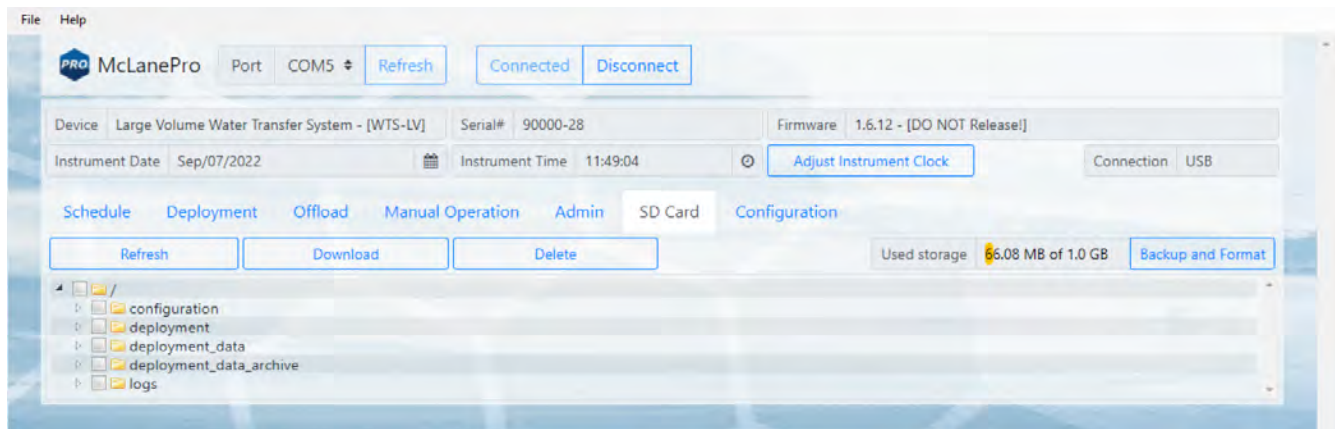 File Help
PRO McLanePro Port COM5 Refresh Connected Disconnect
Device Large Volume Water Transfer System - [WTS-LV] Serial# 90000-28 Firmware 1.6.12 - [DO NOT Release!]
Instrument Date Sep/07/2022 Instrument Time 11:49:04 Adjust Instrument Clock Connection USB
Schedule Deployment Offload Manual Operation Admin SD Card Configuration
Refresh Download Delete Used storage 66.08 MB of 1.0 GB Backup and Format
/
configuration
deployment
deployment_data
deployment_data_archive
logs